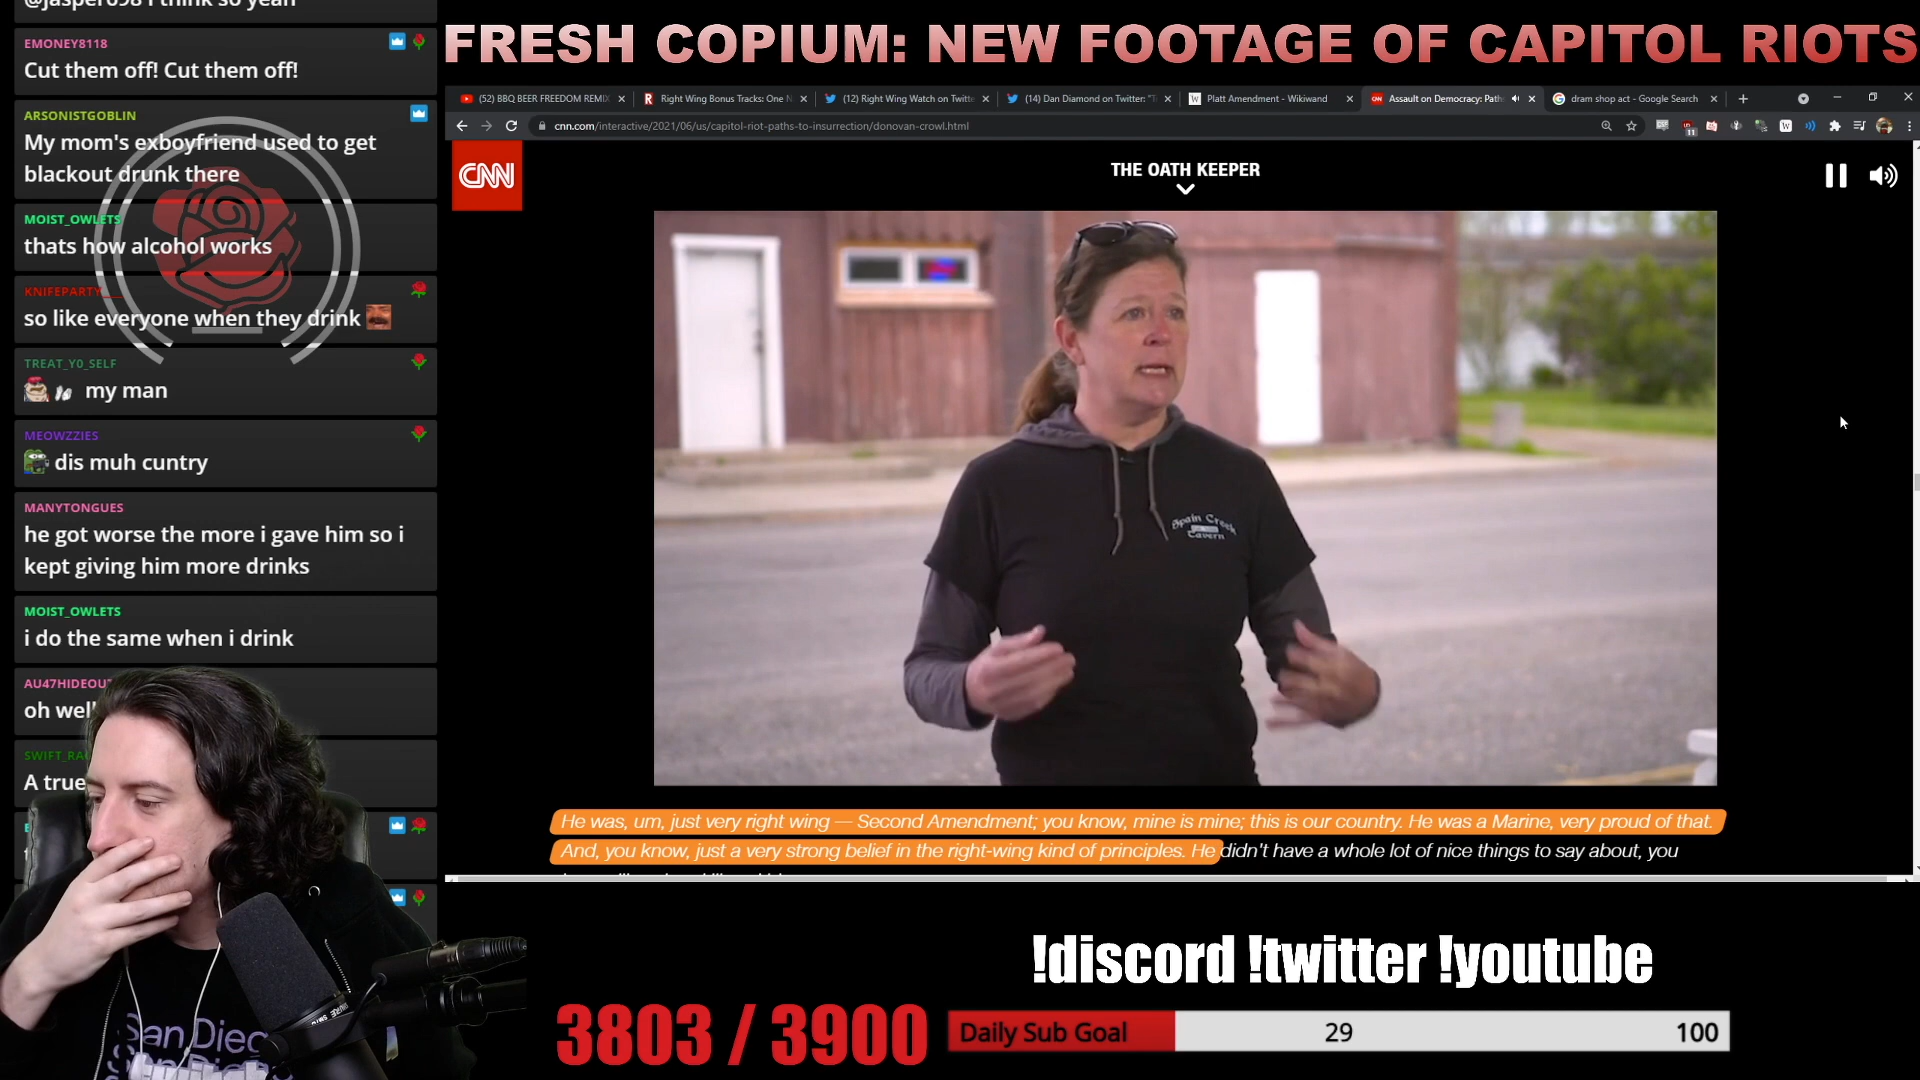 EMONEY8118
Cut them off! Cut them off!
ARSONISTGOBLIN
My mom's exboyfriend used to get
blackout drunk there
MOIST_OWLETS
thats how alcohol works
KNIFEPARTY
so like everyone when they drink
TREAT_Y0_SELF
my man
MEOWZZIES
dis muh cuntry
MANYTONGUES
he got worse the more i gave him so i
kept giving him more drinks
MOIST_OWLETS
i do the same when i drink
oh well
A true
San Diego
FRESH COPIUM: NEW FOOTAGE OF CAPITOL RIOTS
(52) BBQ BEER FREEDOM REMIX
Right Wing Bonus Tracks: One N
(12) Right Wing Watch on Twitte
(14) Dan Diamond on Twitter: "T
Platt Amendment - Wikiwand
Assault on Democracy: Path
dram shop act - Google Search
cnn.com/interactive/2021/06/us/capitol-riot-paths-to-insurrection/donovan-crowl.html
11
CNN
THE OATH KEEPER
Spain Creek
Tavern
He was, um, just very right wing — Second Amendment; you know, mine is mine; this is our country. He was a Marine, very proud of that.
And, you know, just a very strong belief in the right-wing kind of principles. He didn't have a whole lot of nice things to say about, you
!discord !twitter !youtube
3803 / 3900
Daily Sub Goal 29 100